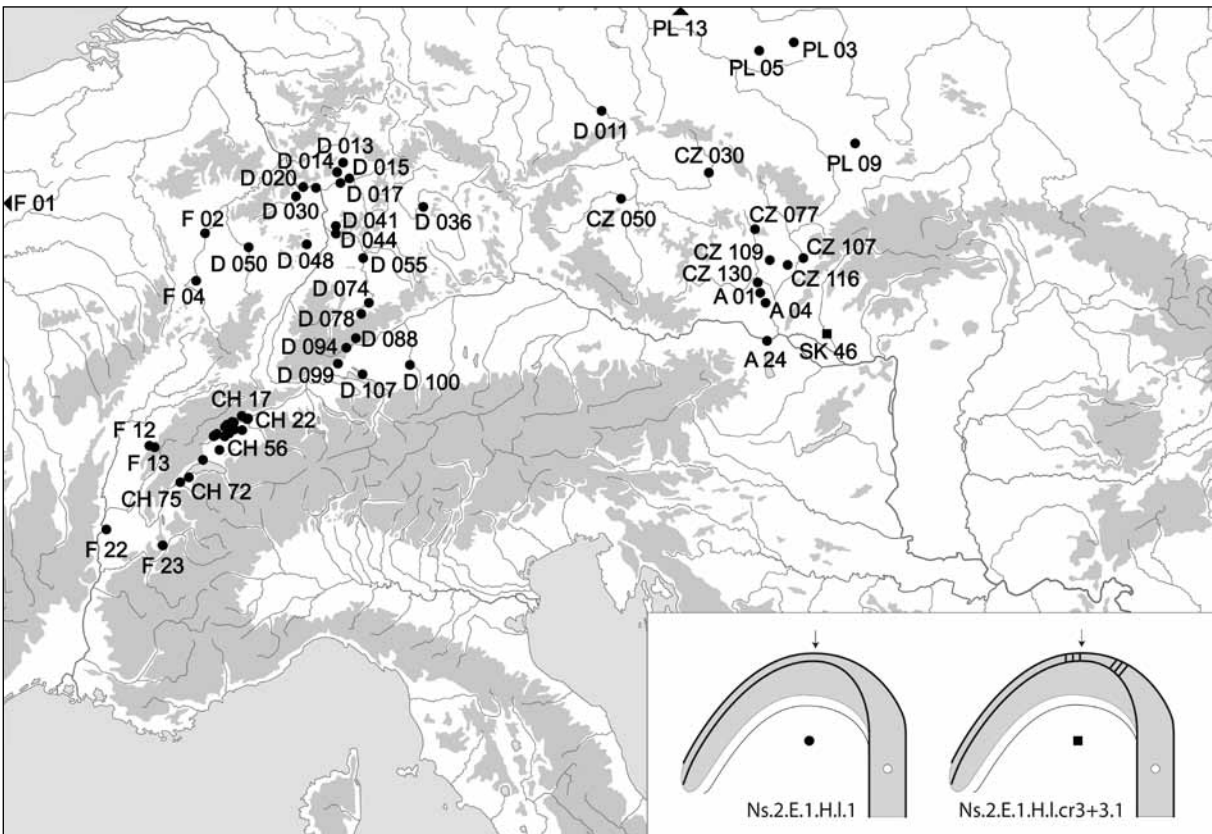 PL 13
PL 03
PL 05
D 011
D 013
D 014
D 015
CZ 030
PL 09
D 020
D 017
F 01
D 030
CZ 050
D 036
D 041
F 02
CZ 077
D 044
D 050
D 048
CZ 109
CZ 107
D 055
CZ 130
CZ 116
F 04
D 074
A 01
A 04
D 078
D 088
D 094
SK 46
A 24
D 099
D 107
D 100
CH 17
CH 22
F 12
CH 56
F 13
CH 72
CH 75
F 22
F 23
Ns.2.E.1.H.l.1
Ns.2.E.1.H.l.cr3+3.1